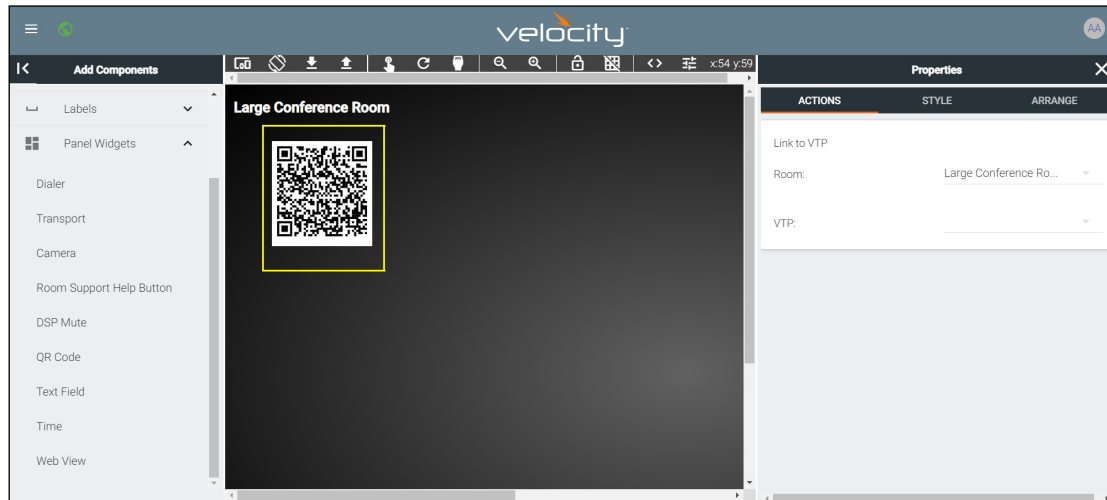 velocity
AA
Add Components
x:54 y:59
Properties
Labels
Panel Widgets
Dialer
Transport
Camera
Room Support Help Button
DSP Mute
QR Code
Text Field
Time
Web View
Large Conference Room
ACTIONS STYLE ARRANGE
Link to VTP
Room: Large Conference Ro...
VTP: